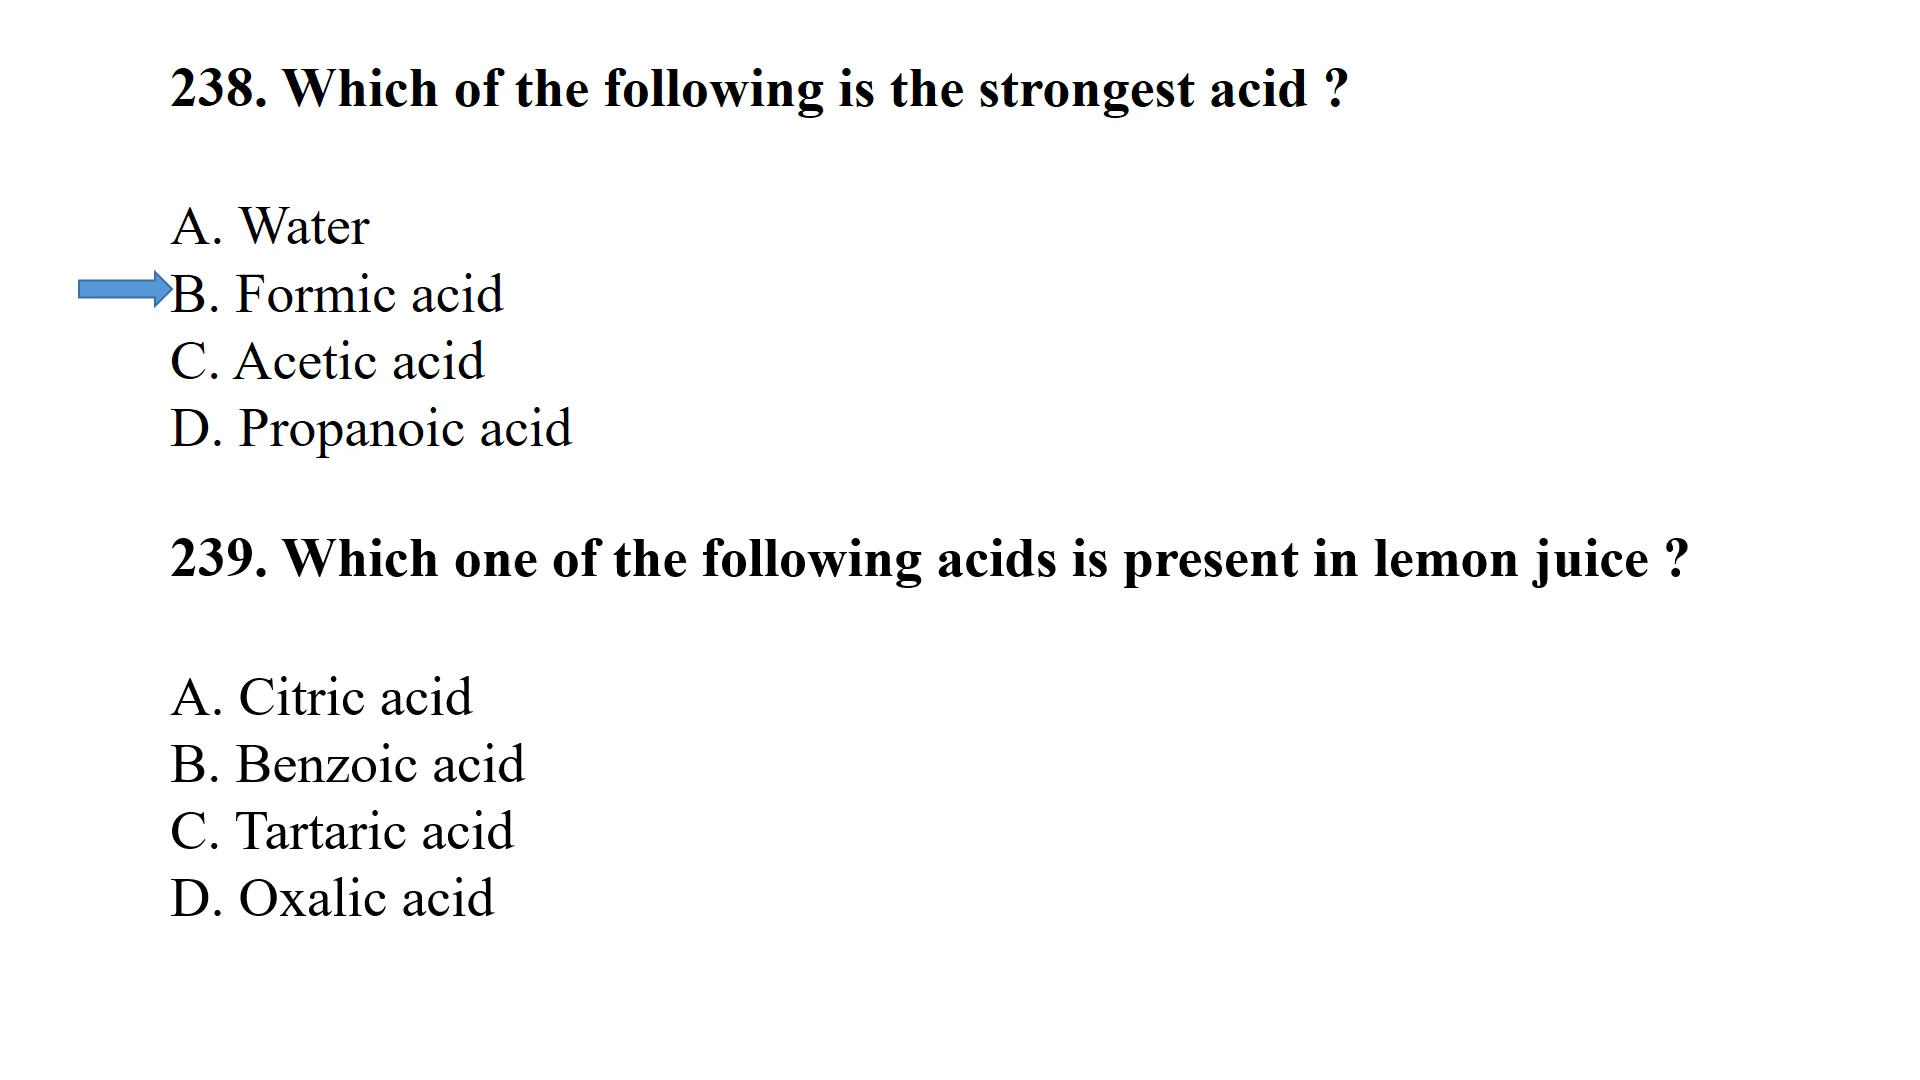 238. Which of the following is the strongest acid ?
A. Water
B. Formic acid
C. Acetic acid
D. Propanoic acid
239. Which one of the following acids is present in lemon juice ?
A. Citric acid
B. Benzoic acid
C. Tartaric acid
D. Oxalic acid